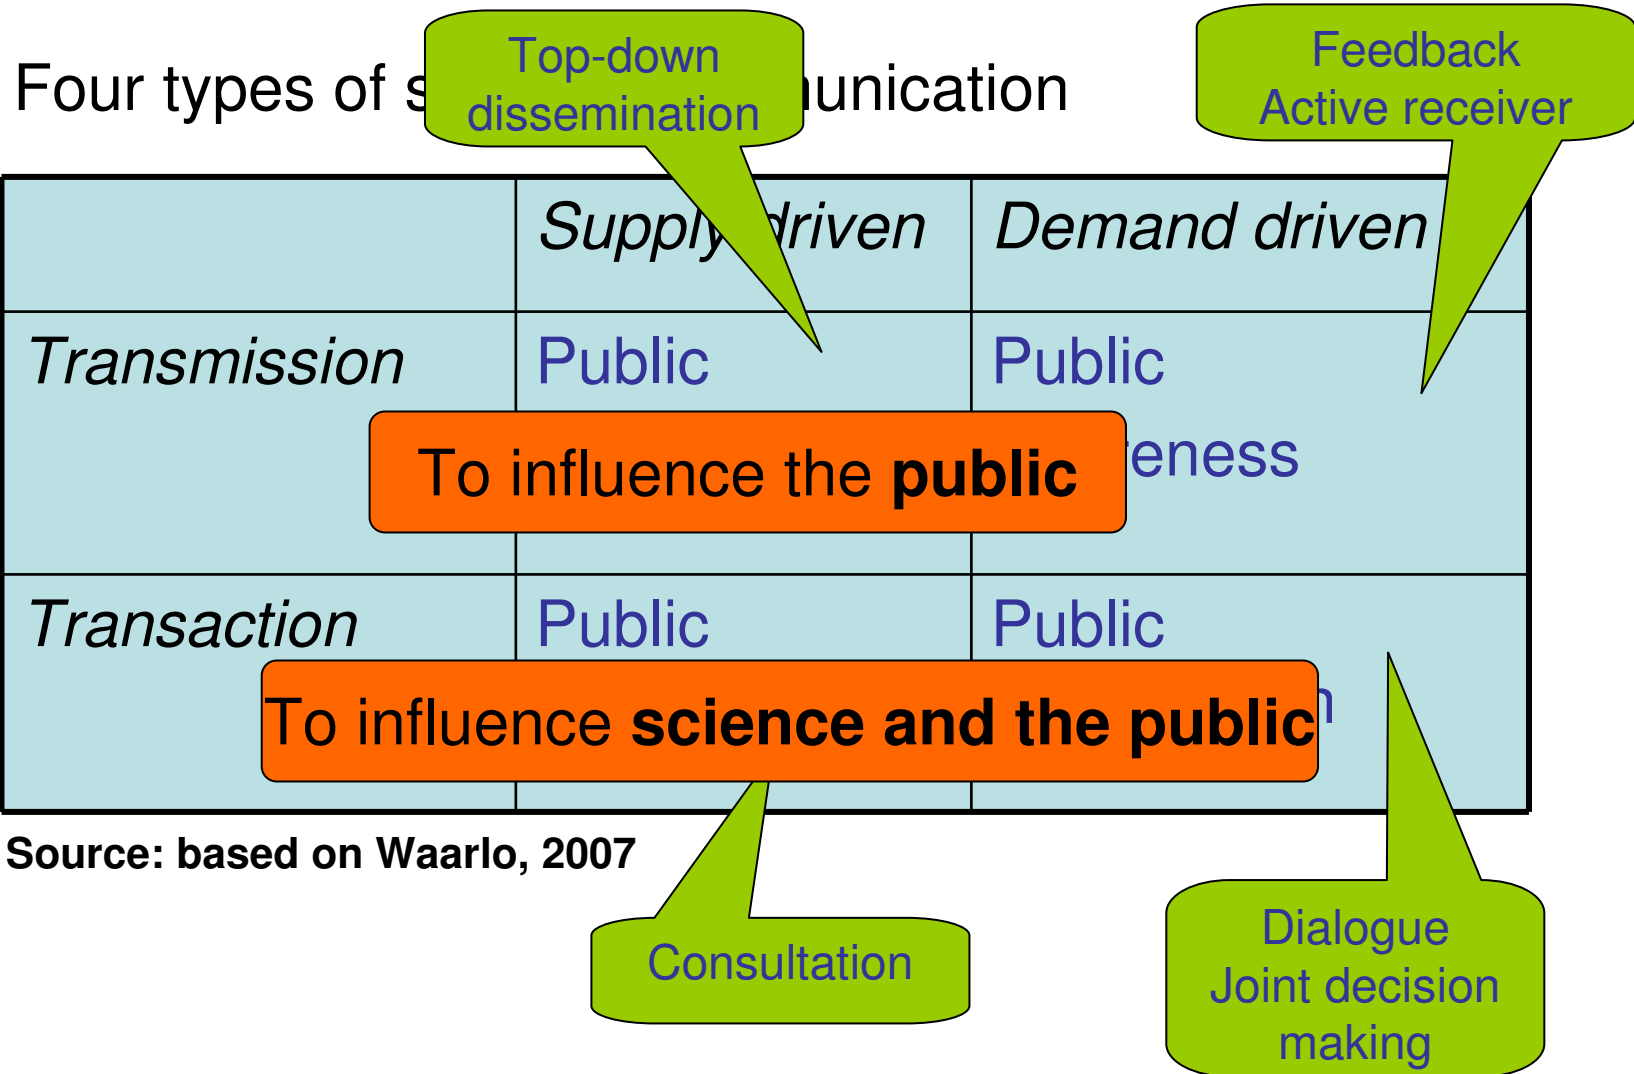 Four types of
Top-down
dissemination
Feedback
Active receiver
Supply driven
Demand driven
Transmission
Public
Public
To influence the public
Transaction
Public
Public
To influence science and the public
Source: based on Waarlo, 2007
Consultation
Dialogue
Joint decision
making